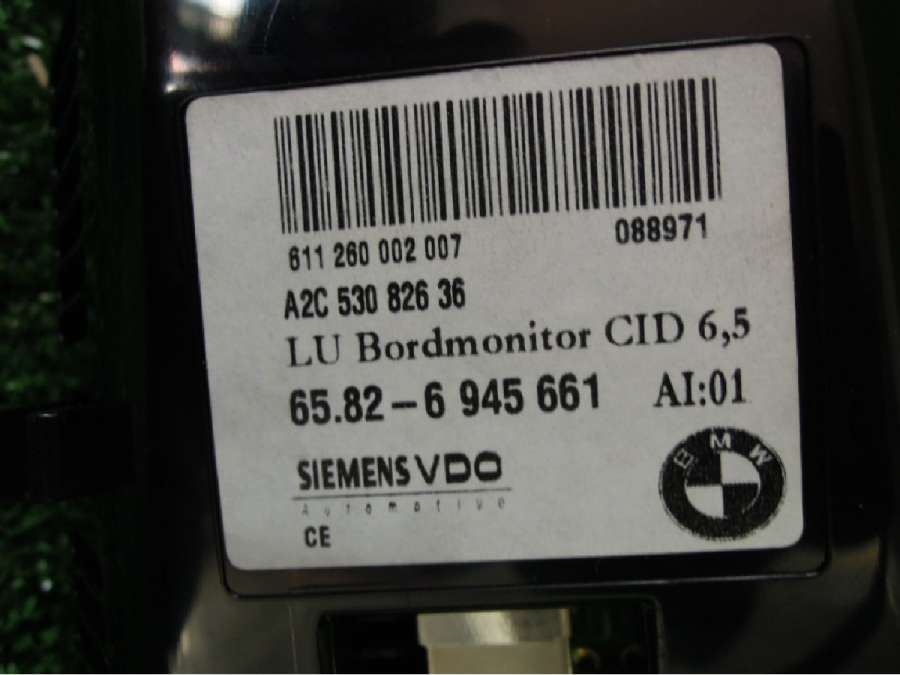 611 260 002 007 088971
A2C 530 826 36
LU Bordmonitor CID 6,5
65.82-6 945 661 AI:01
SIEMENS VDO
Automotive
CE
BMW